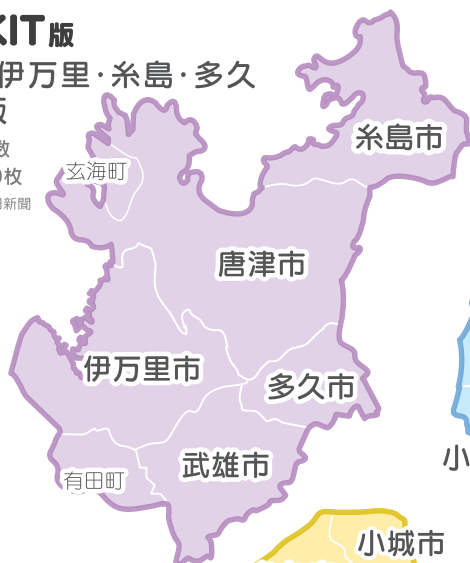 KIT版
伊万里・糸島・多久
版
数
枚
新聞
糸島市
玄海町
唐津市
伊万里市
多久市
武雄市
有田町
小
小城市